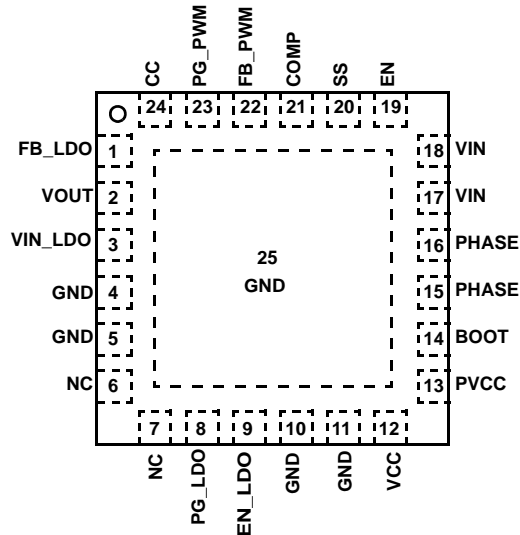 CC
PG_PWM
FB_PWM
COMP
SS
EN
24
23
22
21
20
19
FB_LDO 1
18 VIN
VOUT 2
17 VIN
VIN_LDO 3
16 PHASE
25
GND
GND 4
15 PHASE
GND 5
14 BOOT
NC 6
13 PVCC
7
8
9
10
11
12
NC
PG_LDO
EN_LDO
GND
GND
VCC